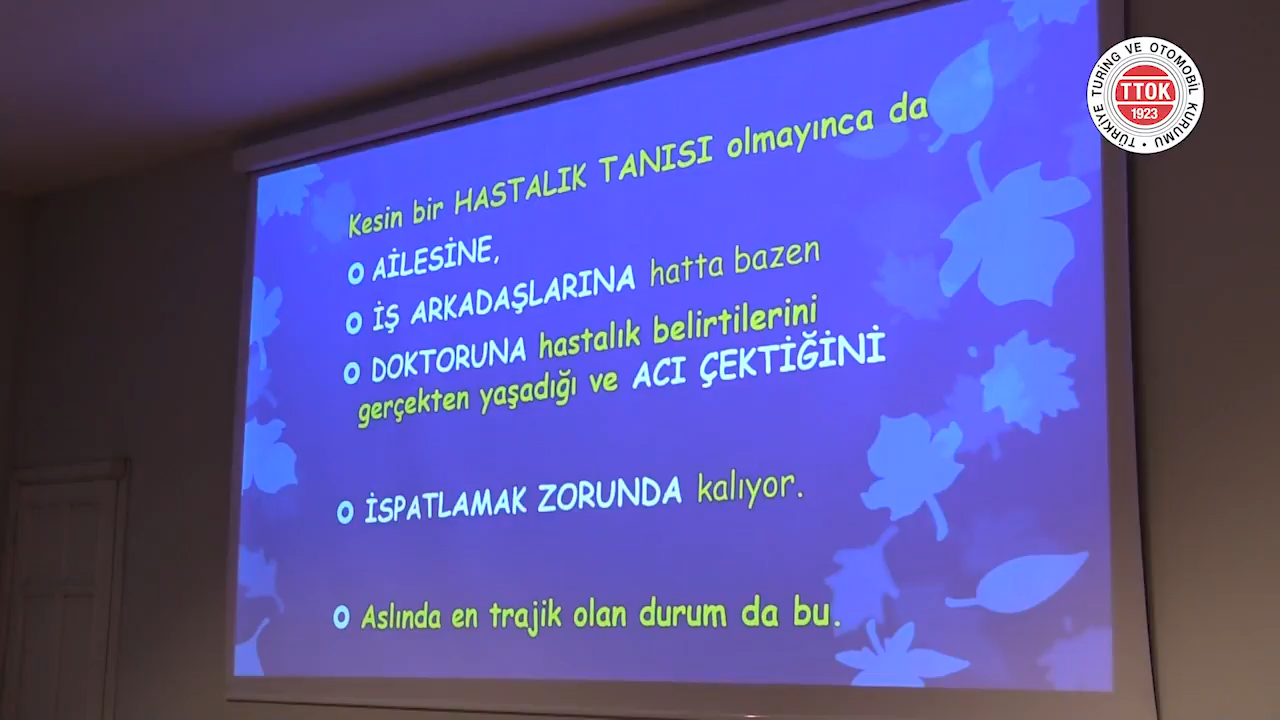 Kesin bir HASTALIK TANISI olmayınca da
AİLESİNE,
İŞ ARKADAŞLARINA hatta bazen
DOKTORUNA hastalık belirtilerini
gerçekten yaşadığı ve ACI ÇEKTİĞİNİ
İSPATLAMAK ZORUNDA kalıyor.
Aslında en trajik olan durum da bu.
TÜRKİYE TURİNG VE OTOMOBİL KURUMU
TTOK
1923